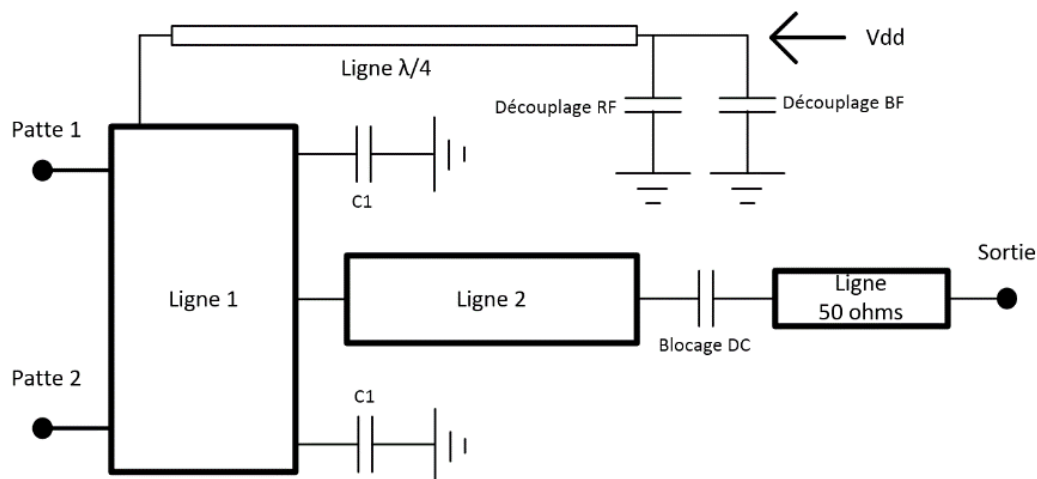 Vdd
Ligne λ/4
Découplage RF
Découplage BF
Patte 1
C1
Ligne 1
Ligne 2
Blocage DC
Ligne
50 ohms
Sortie
Patte 2
C1